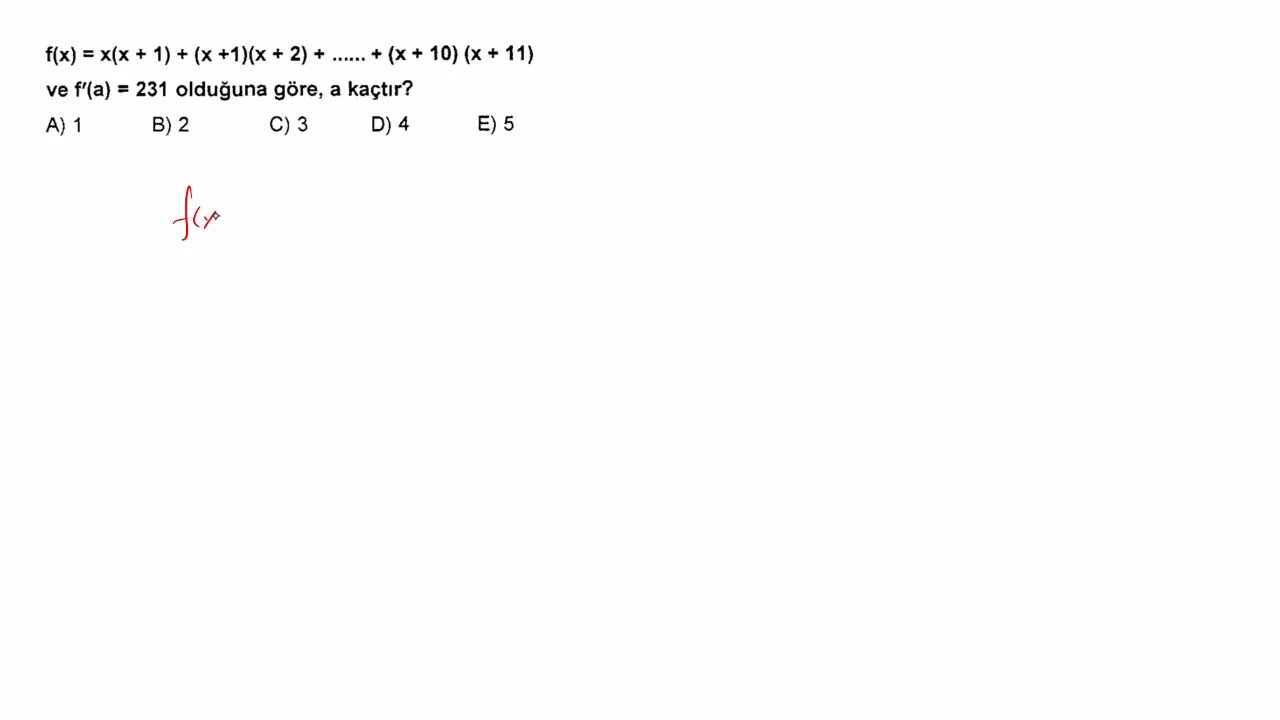 f(x) = x(x + 1) + (x +1)(x + 2) + ...... + (x + 10) (x + 11)
ve f'(a) = 231 olduğuna göre, a kaçtır?
A) 1 B) 2 C) 3 D) 4 E) 5
f(x